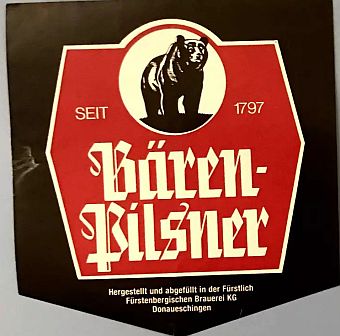 SEIT 1797
Bären-
Pilsner
Hergestellt und abgefüllt in der Fürstlich
Fürstenbergischen Brauerei KG
Donaueschingen